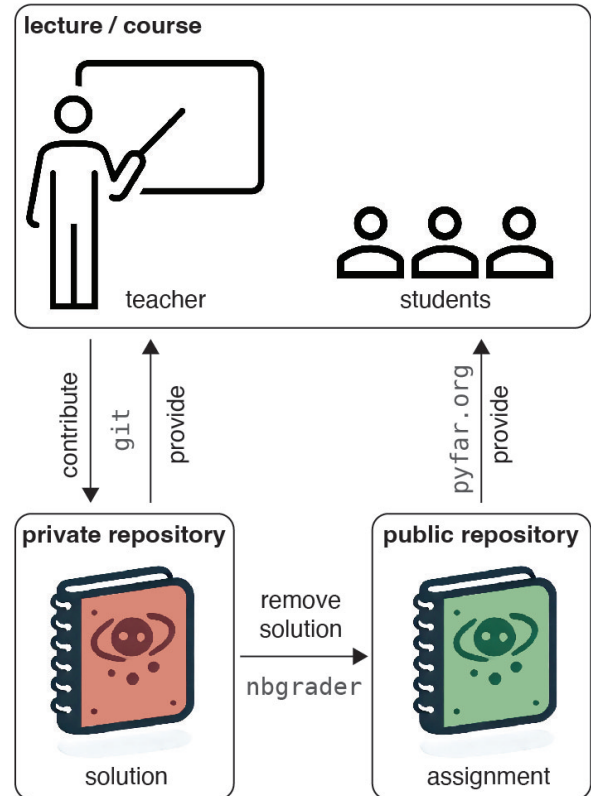 lecture / course
teacher
students
contribute
git
provide
pyfar.org
provide
private repository
public repository
remove
solution
nbgrader
solution
assignment